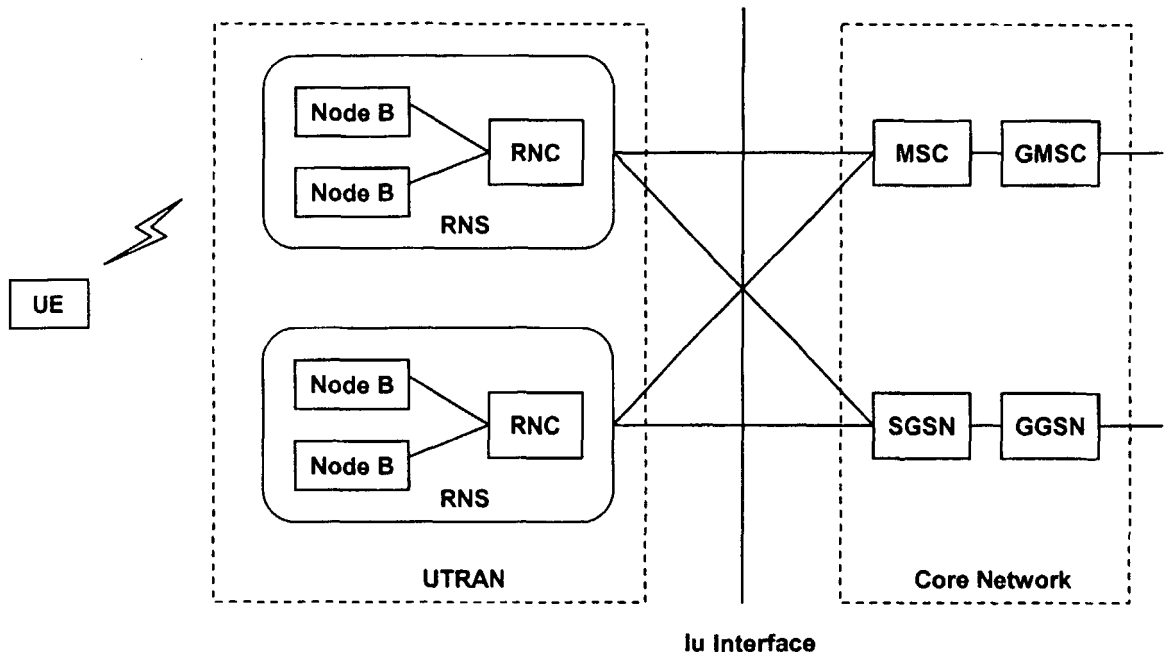 Node B
RNC
Node B
RNS
MSC
GMSC
UE
Node B
RNC
Node B
RNS
SGSN
GGSN
UTRAN
Core Network
Iu Interface